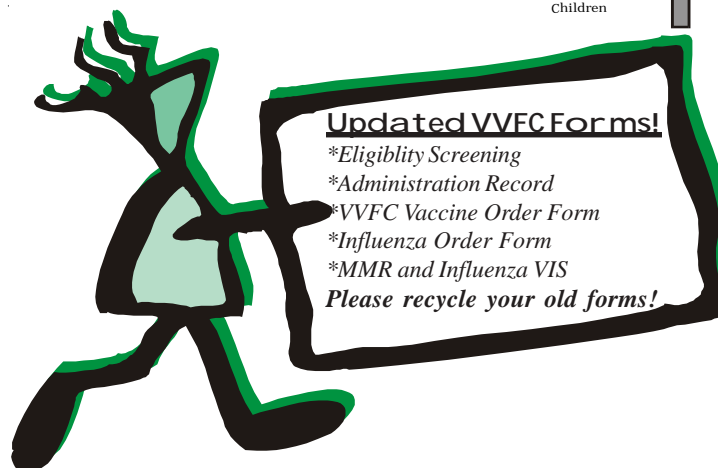 Children
Updated VVFC Forms!
*Eligiblity Screening
*Administration Record
*VVFC Vaccine Order Form
*Influenza Order Form
*MMR and Influenza VIS
Please recycle your old forms!